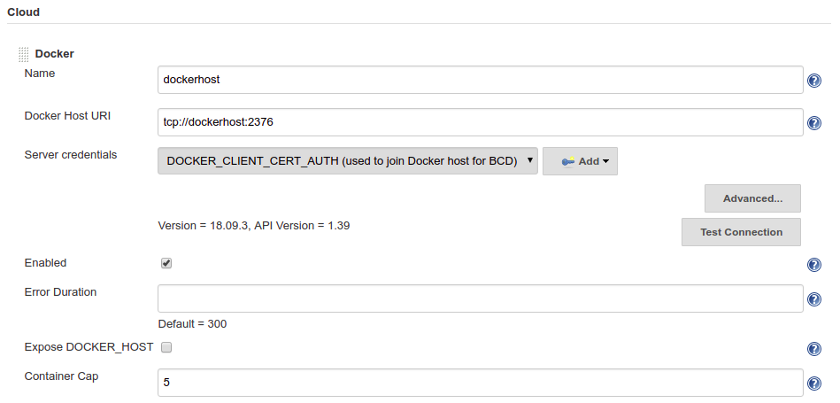 Cloud
Docker
Name
dockerhost
Docker Host URI
tcp://dockerhost:2376
Server credentials
DOCKER_CLIENT_CERT_AUTH (used to join Docker host for BCD)
Add
Advanced...
Version = 18.09.3, API Version = 1.39
Test Connection
Enabled
Error Duration
Default = 300
Expose DOCKER_HOST
Container Cap
5